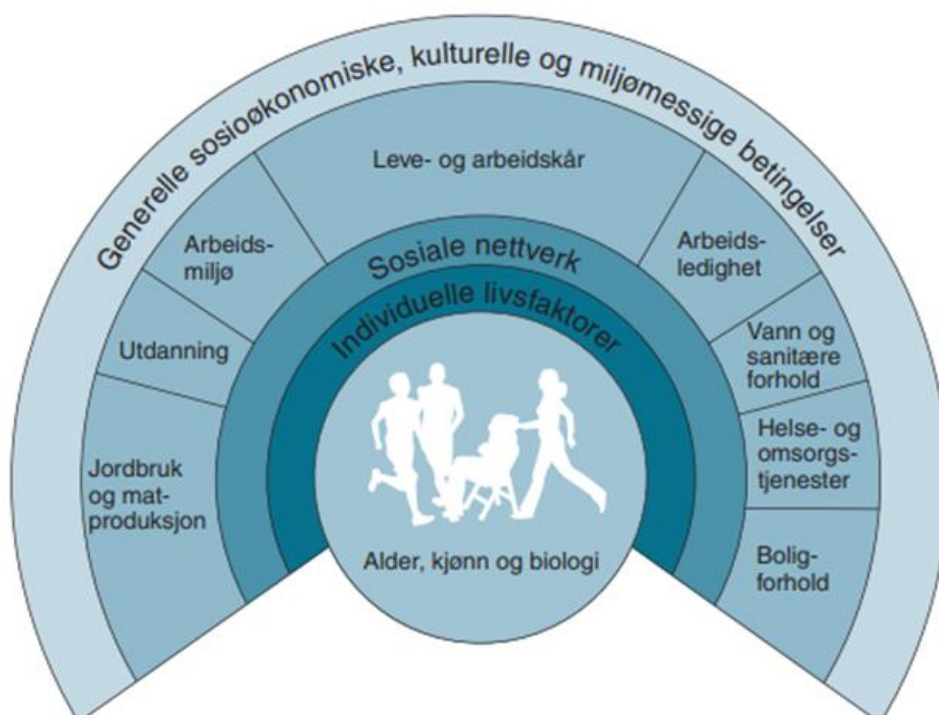 Generelle sosioøkonomiske, kulturelle og miljømessige betingelser
Leve- og arbeidskår
Arbeids-
miljø
Arbeids-
ledighet
Sosiale nettverk
Individuelle livsfaktorer
Utdanning
Vann og
sanitære
forhold
Jordbruk
og mat-
produksjon
Helse- og
omsorgs-
tjenester
Alder, kjønn og biologi
Bolig-
forhold